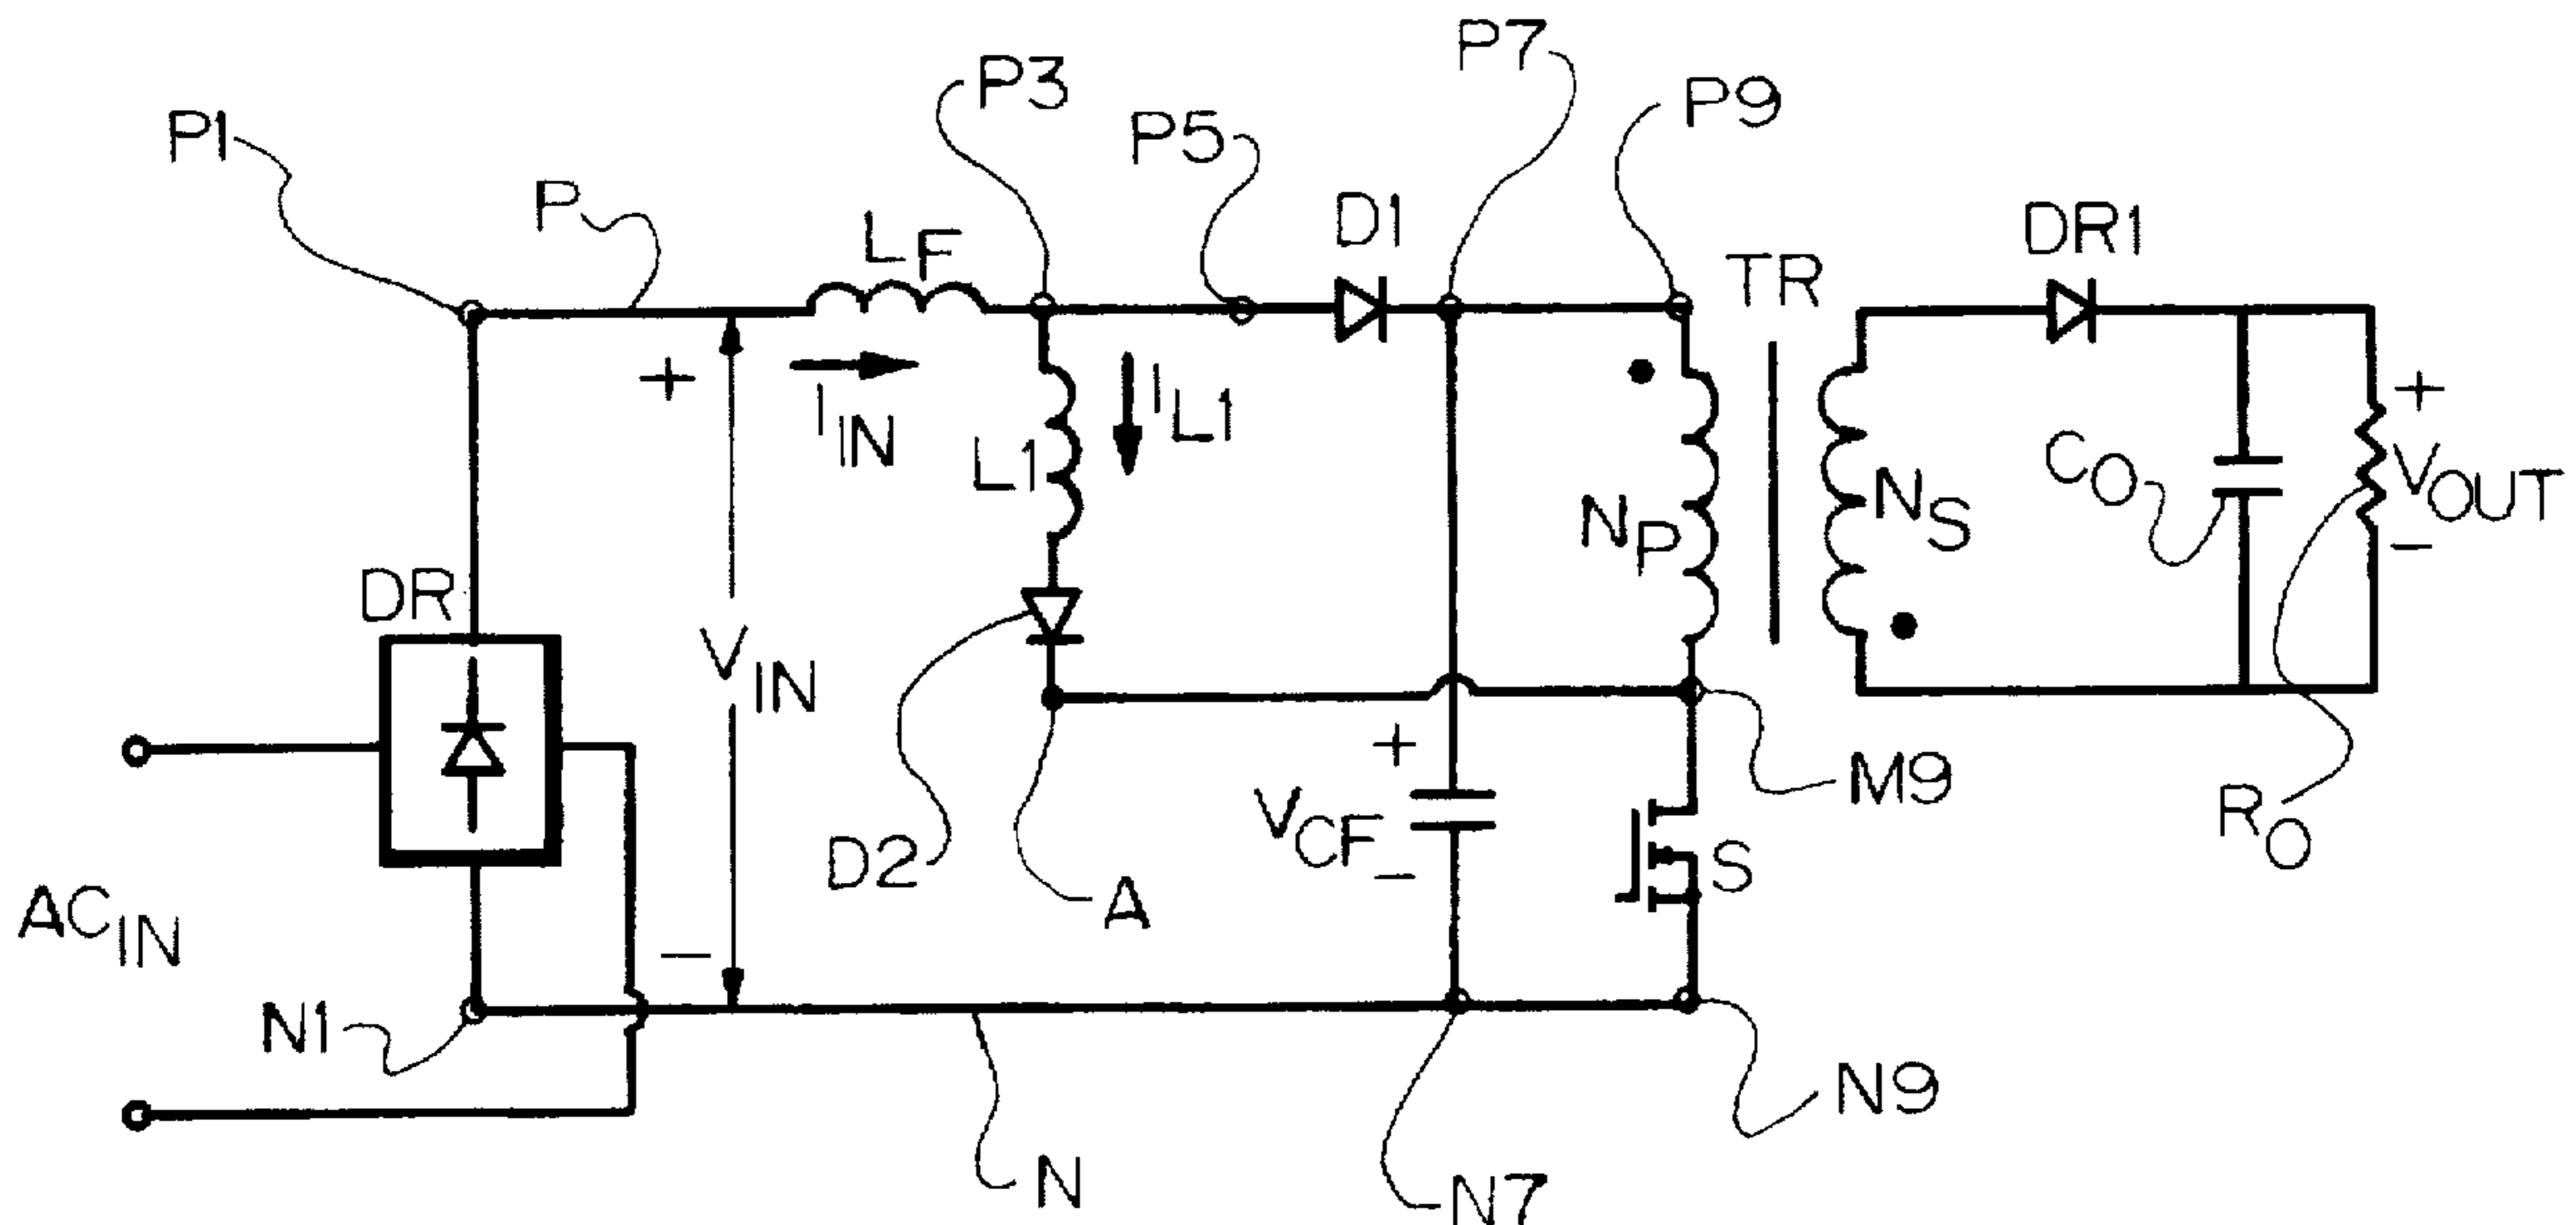 P1
P
LF
P3
P5
D1
P7
P9
TR
DR1
+
IIN
IL1
L1
NP
NS
CO
+
VOUT
-
DR
VIN
D2
A
+
VCF
-
S
M9
RO
ACIN
-
N1
N
N7
N9